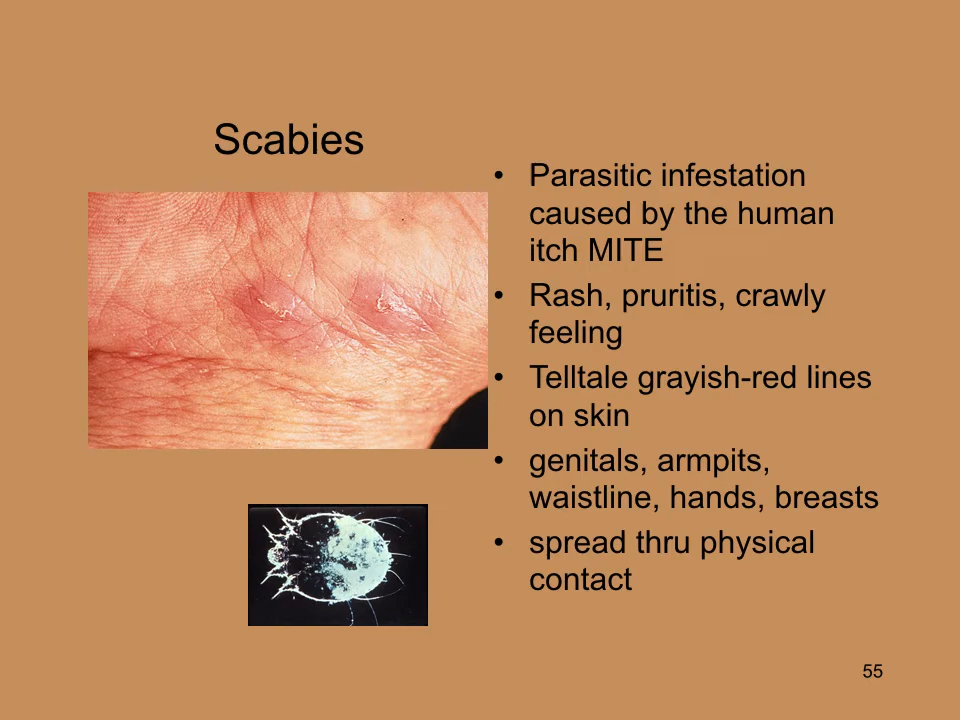 Scabies
• Parasitic infestation
caused by the human
itch MITE
• Rash, pruritis, crawly
feeling
• Telltale grayish-red lines
on skin
• genitals, armpits,
waistline, hands, breasts
• spread thru physical
contact
55